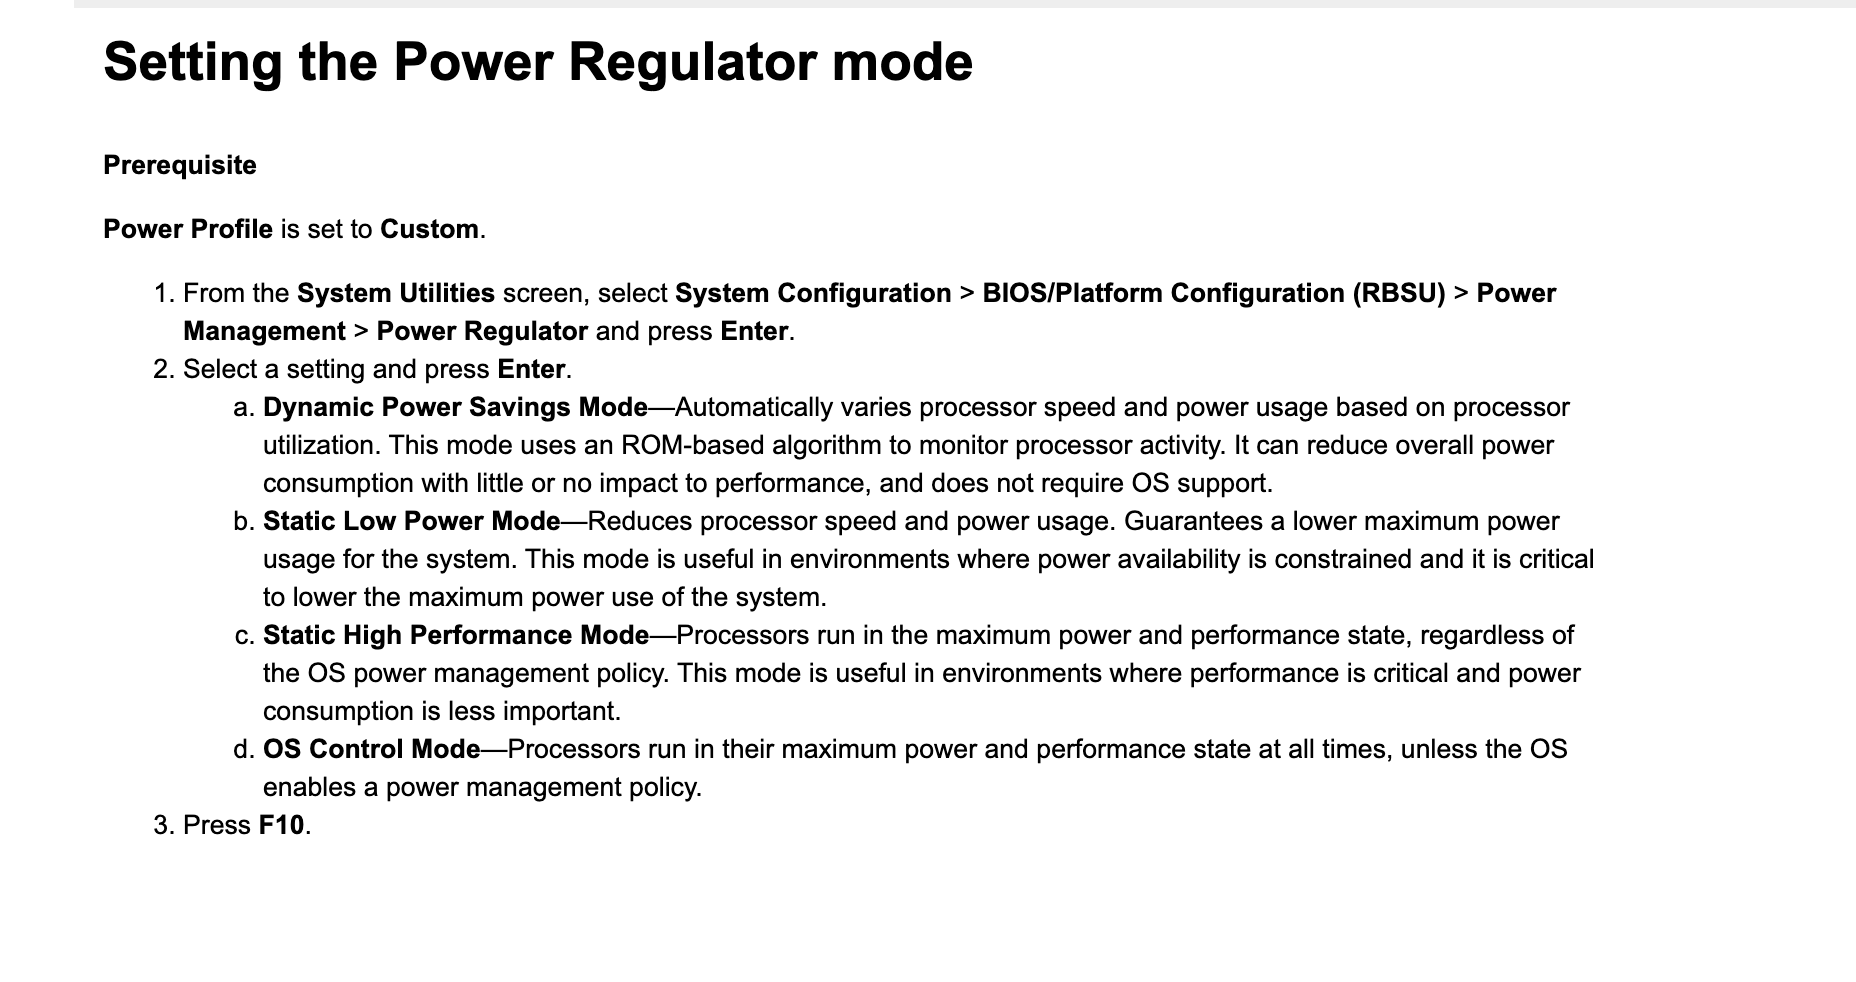 Setting the Power Regulator mode
Prerequisite
Power Profile is set to Custom.
1. From the System Utilities screen, select System Configuration > BIOS/Platform Configuration (RBSU) > Power
Management > Power Regulator and press Enter.
2. Select a setting and press Enter.
a. Dynamic Power Savings Mode—Automatically varies processor speed and power usage based on processor
utilization. This mode uses an ROM-based algorithm to monitor processor activity. It can reduce overall power
consumption with little or no impact to performance, and does not require OS support.
b. Static Low Power Mode—Reduces processor speed and power usage. Guarantees a lower maximum power
usage for the system. This mode is useful in environments where power availability is constrained and it is critical
to lower the maximum power use of the system.
c. Static High Performance Mode—Processors run in the maximum power and performance state, regardless of
the OS power management policy. This mode is useful in environments where performance is critical and power
consumption is less important.
d. OS Control Mode—Processors run in their maximum power and performance state at all times, unless the OS
enables a power management policy.
3. Press F10.